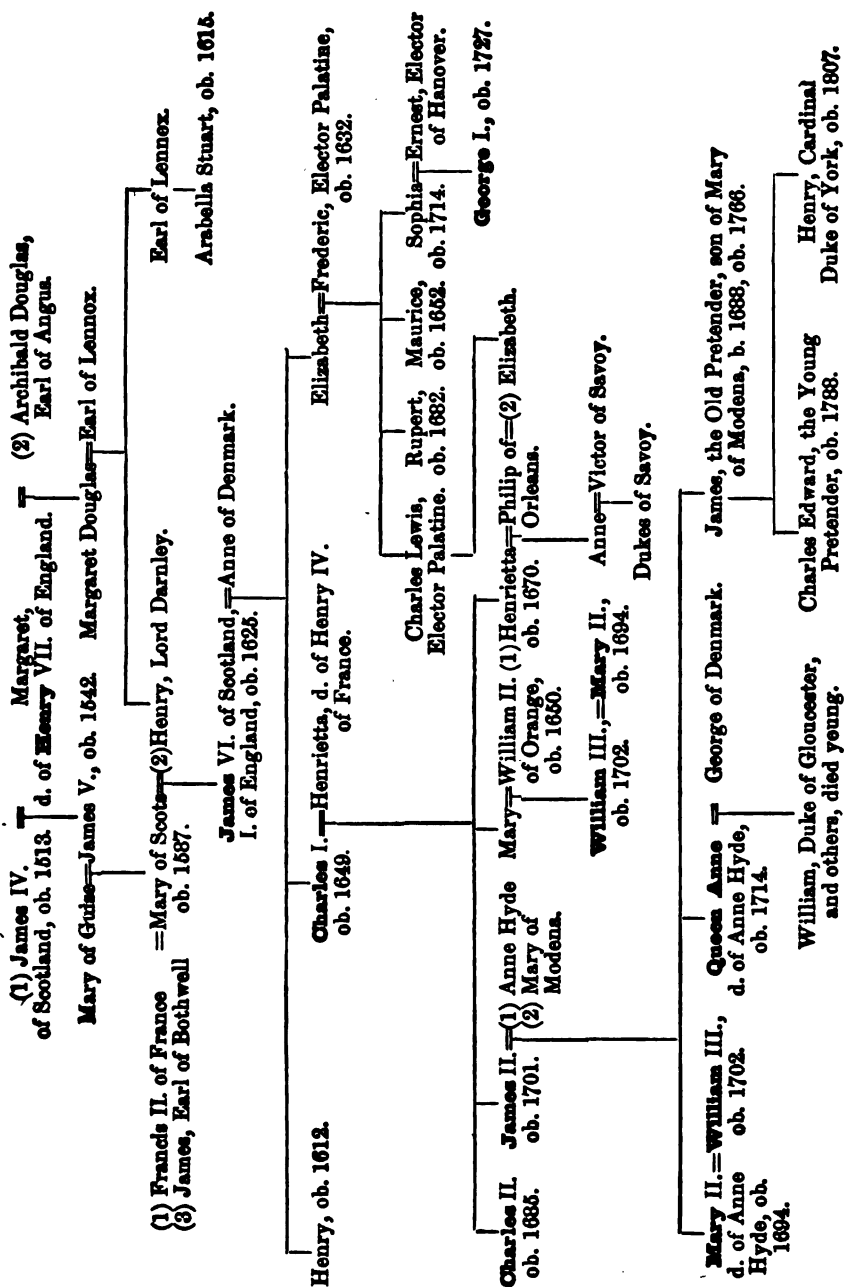 (1) James IV. = Margaret, = (2) Archibald Douglas,
of Scotland, ob. 1513. d. of Henry VII. of England. Earl of Angus.
Mary of Guise=James V., ob. 1542. Margaret Douglas=Earl of Lennox.
(1) Francis II. of France =Mary of Scots=(2) Henry, Lord Darnley. Earl of Lennox.
(3) James, Earl of Bothwell ob. 1587.
Arabella Stuart, ob. 1615.
James VI. of Scotland,=Anne of Denmark.
I. of England, ob. 1625.
Henry, ob. 1612. Charles I.=Henrietta, d. of Henry IV. Elizabeth=Frederic, Elector Palatine,
ob. 1649. of France. ob. 1632.
Charles Lewis, Rupert, Maurice, Sophia=Ernest, Elector
Elector Palatine. ob. 1682. ob. 1652. ob. 1714. of Hanover.
George I., ob. 1727.
Charles II. James II.=(1) Anne Hyde Mary=William II. (1) Henrietta=Philip of=(2) Elizabeth.
ob. 1685. ob. 1701. (2) Mary of of Orange, ob. 1670. Orleans.
Modena. ob. 1650.
William III.,=Mary II., Anne=Victor of Savoy.
ob. 1702. ob. 1694.
Dukes of Savoy.
Mary II.=William III., Queen Anne = George of Denmark. James, the Old Pretender, son of Mary
d. of Anne ob. 1702. d. of Anne Hyde, of Modena, b. 1688, ob. 1766.
Hyde, ob. ob. 1714.
1694.
William, Duke of Gloucester, Charles Edward, the Young Henry, Cardinal
and others, died young. Pretender, ob. 1788. Duke of York, ob. 1807.